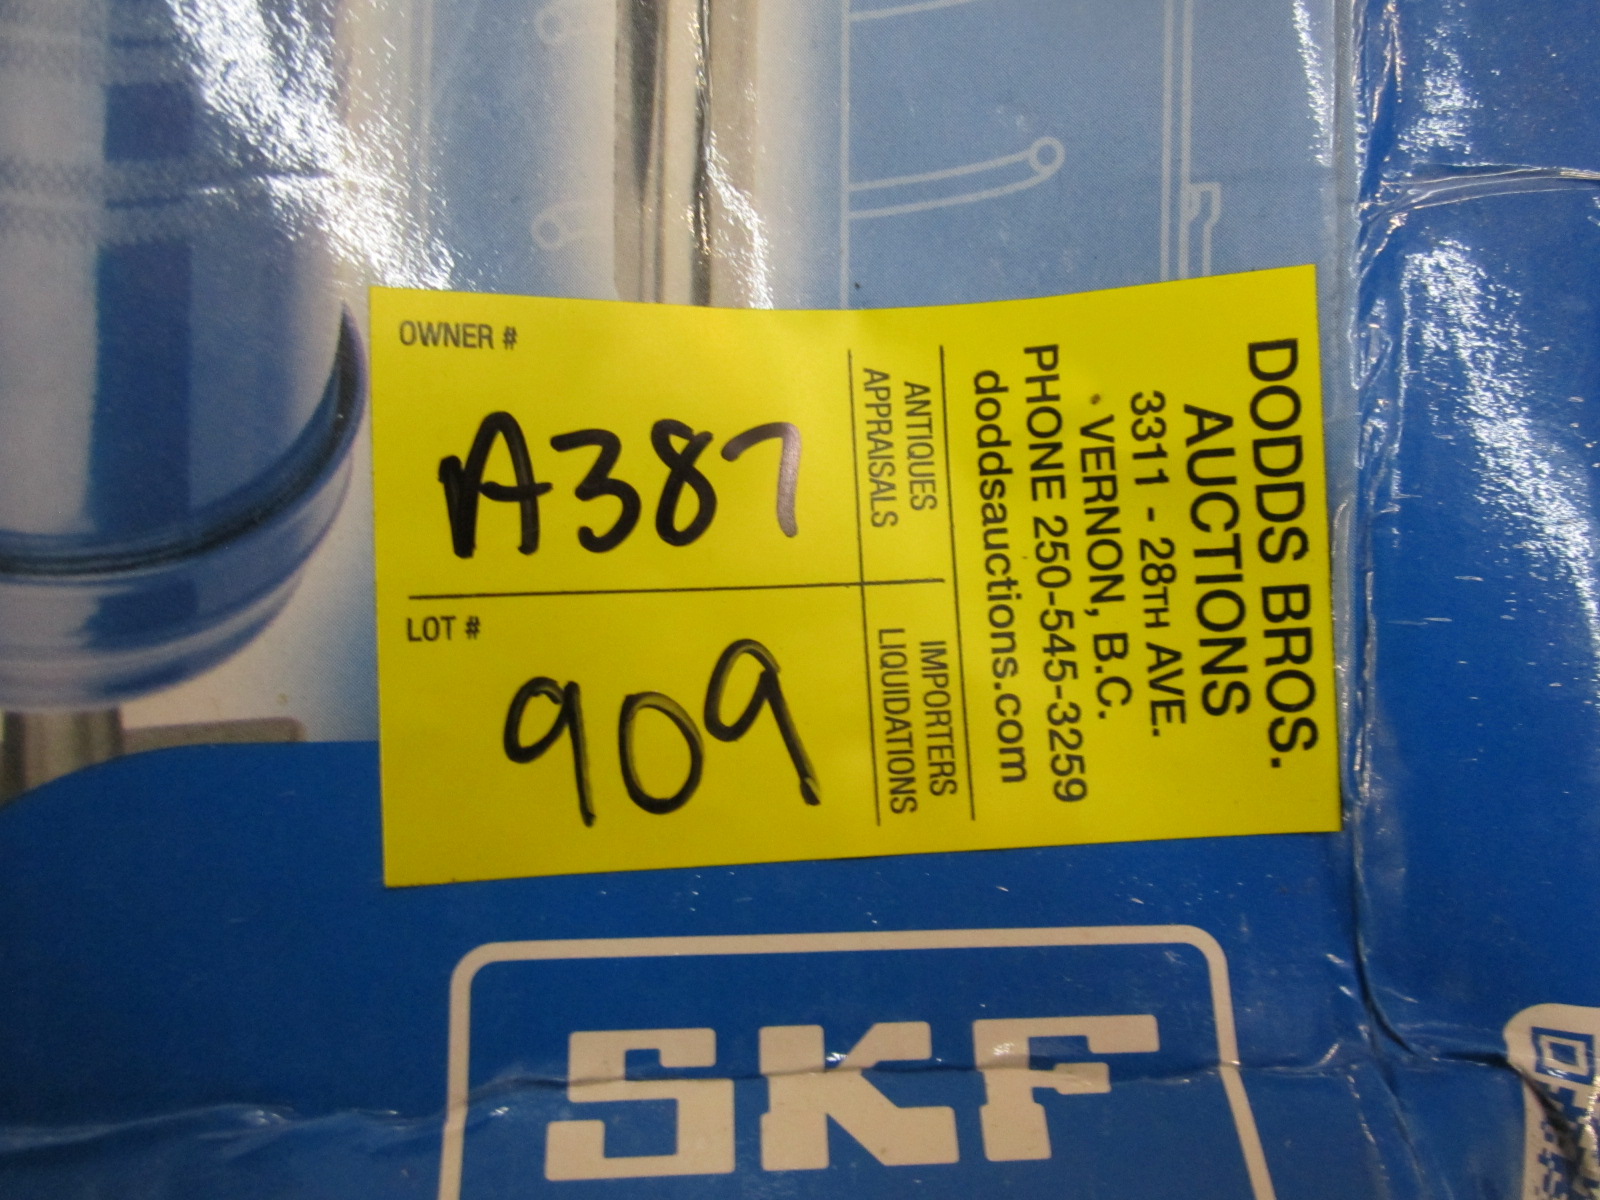 OWNER #
A387
LOT #
909
ANTIQUES
APPRAISALS
IMPORTERS
LIQUIDATIONS
DODDS BROS.
AUCTIONS
3311 - 28TH AVE.
VERNON, B.C.
PHONE 250-545-3259
doddsauctions.com
SKF